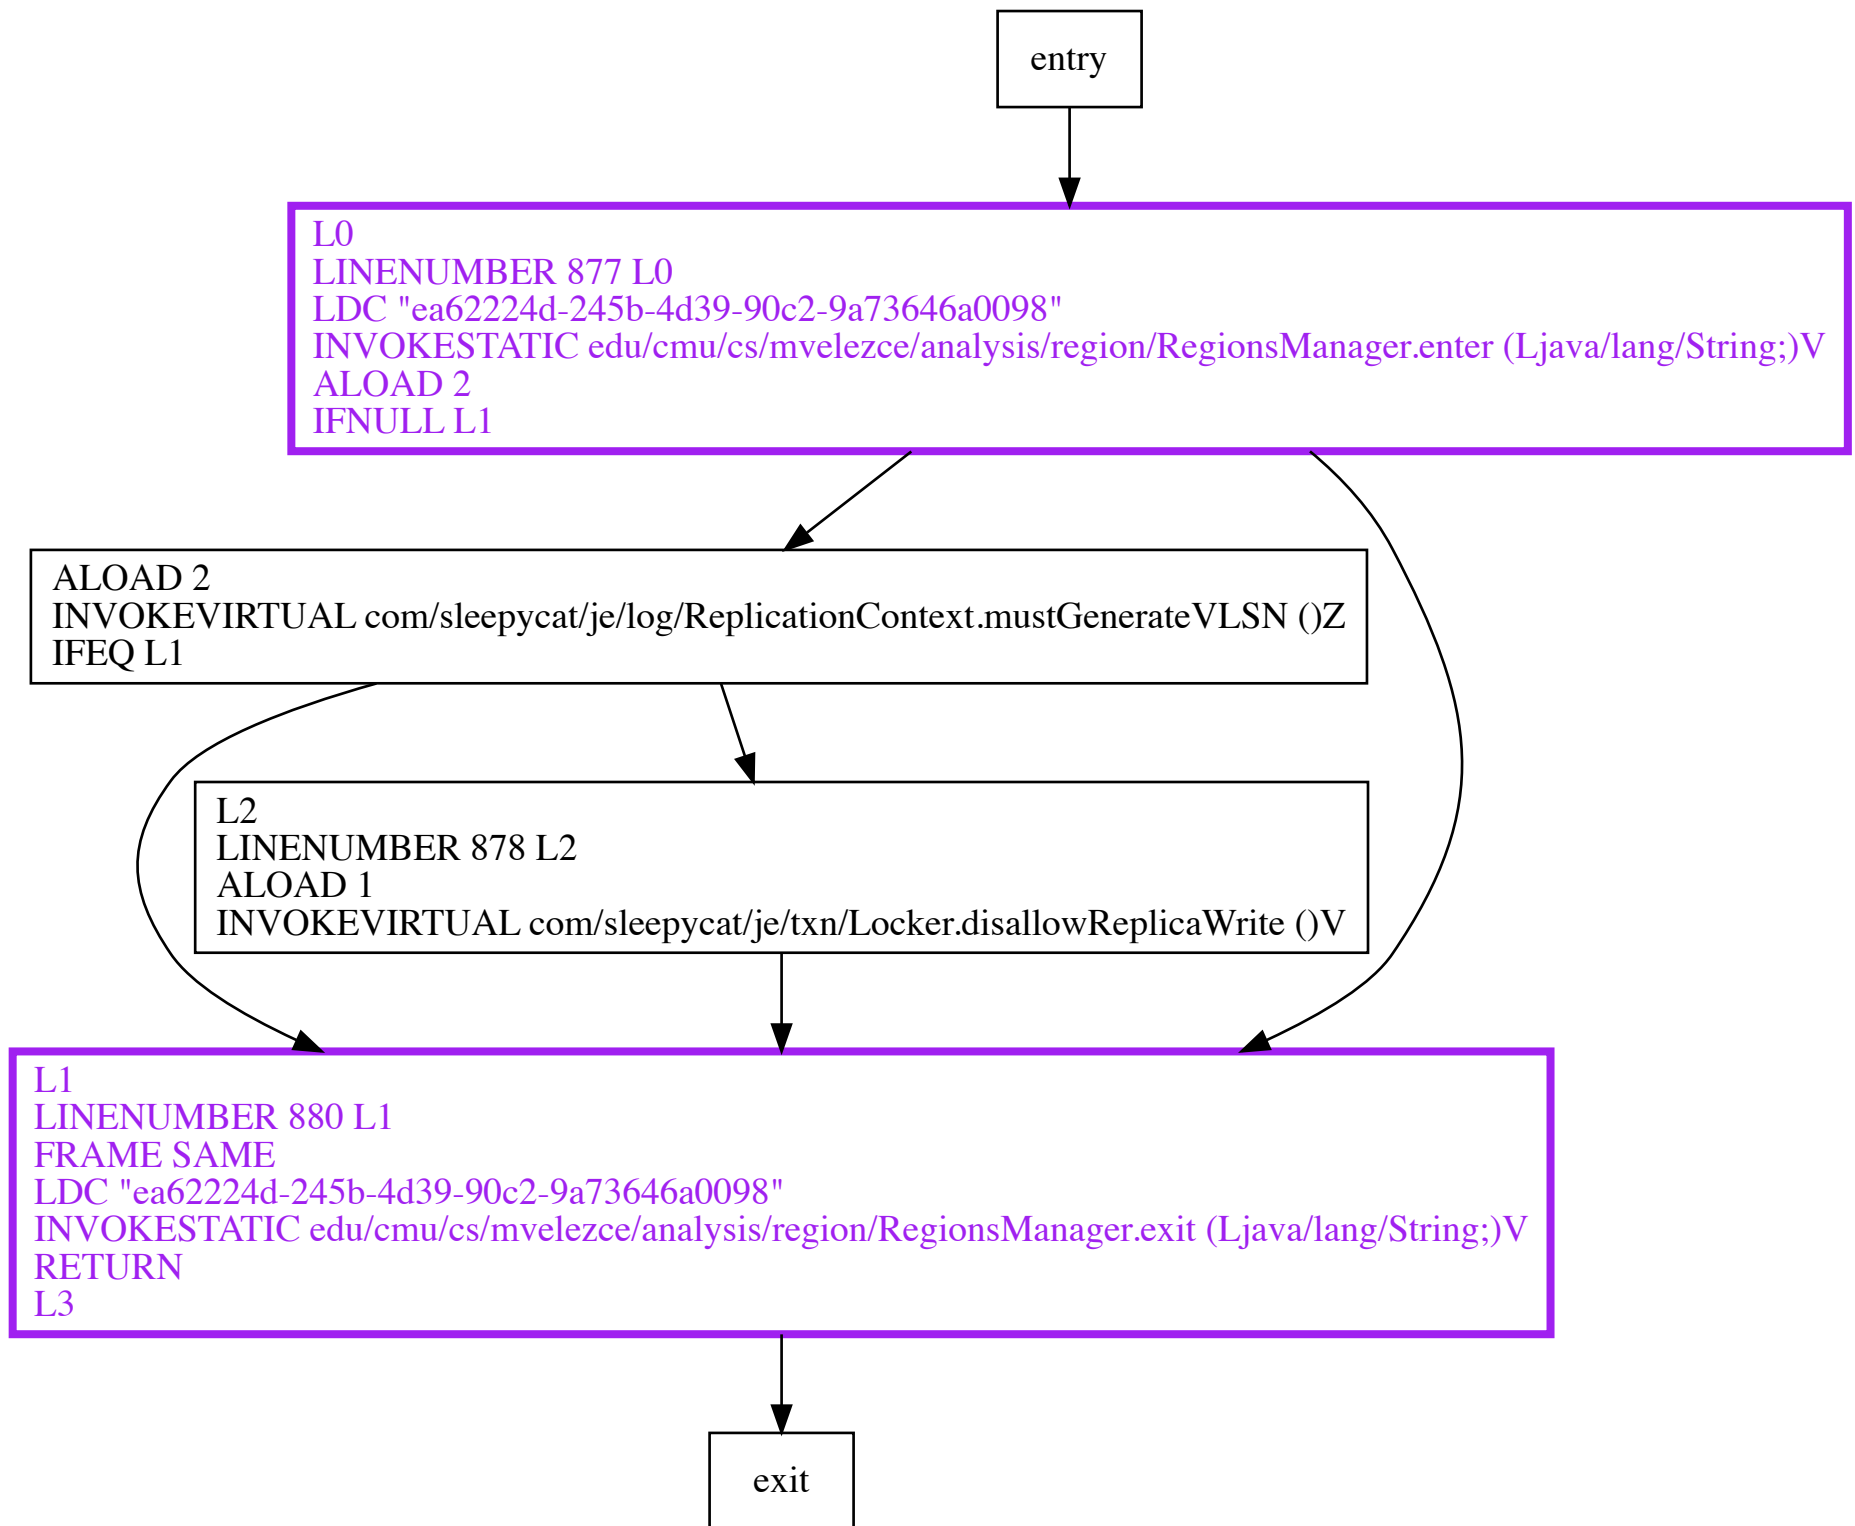 entry
L0
LINENUMBER 877 L0
LDC "ea62224d-245b-4d39-90c2-9a73646a0098"
INVOKESTATIC edu/cmu/cs/mvelezce/analysis/region/RegionsManager.enter (Ljava/lang/String;)V
ALOAD 2
IFNULL L1
ALOAD 2
INVOKEVIRTUAL com/sleepycat/je/log/ReplicationContext.mustGenerateVLSN ()Z
IFEQ L1
L2
LINENUMBER 878 L2
ALOAD 1
INVOKEVIRTUAL com/sleepycat/je/txn/Locker.disallowReplicaWrite ()V
L1
LINENUMBER 880 L1
FRAME SAME
LDC "ea62224d-245b-4d39-90c2-9a73646a0098"
INVOKESTATIC edu/cmu/cs/mvelezce/analysis/region/RegionsManager.exit (Ljava/lang/String;)V
RETURN
L3
exit